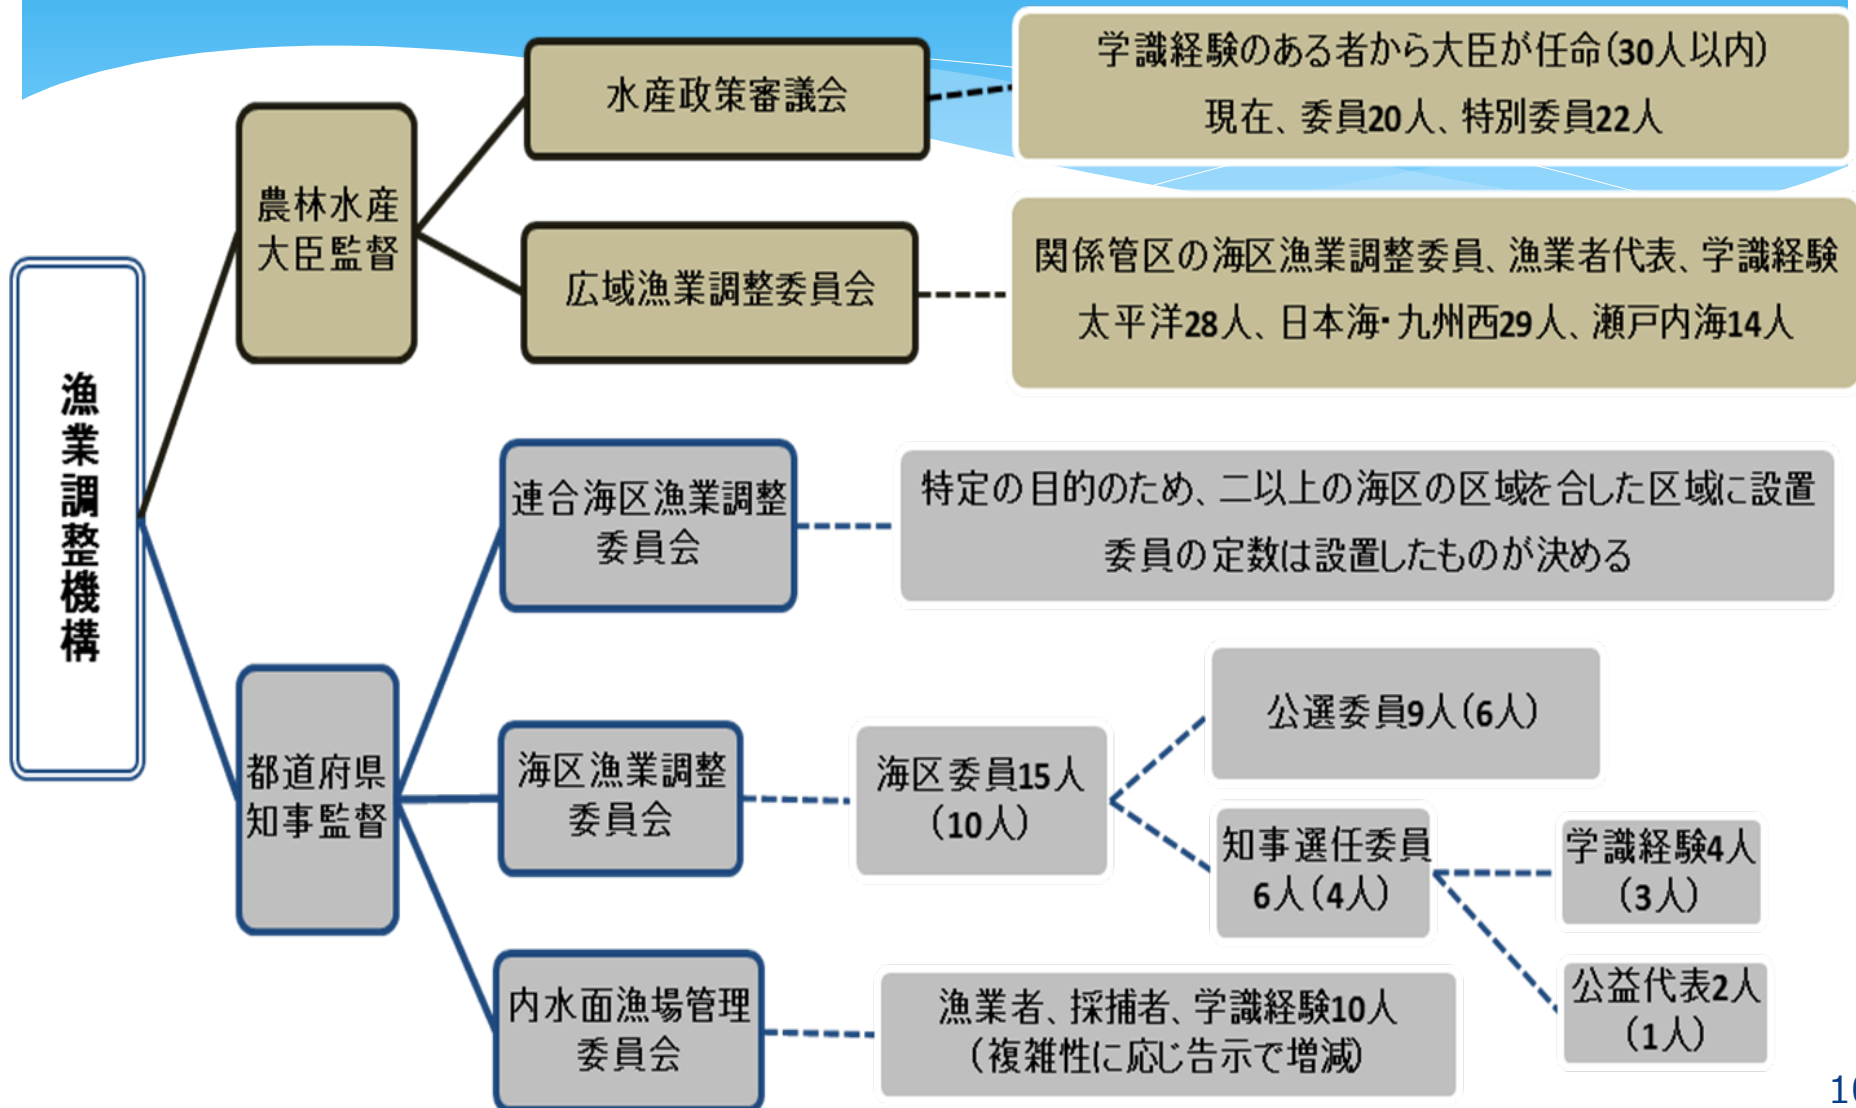 漁業調整機構
農林水産
大臣監督
水産政策審議会
学識経験のある者から大臣が任命(30人以内)
現在、委員20人、特別委員22人
広域漁業調整委員会
関係管区の海区漁業調整委員、漁業者代表、学識経験
太平洋28人、日本海・九州西29人、瀬戸内海14人
都道府県
知事監督
連合海区漁業調整
委員会
特定の目的のため、二以上の海区の区域を合した区域に設置
委員の定数は設置したものが決める
海区漁業調整
委員会
海区委員15人
(10人)
公選委員9人(6人)
知事選任委員
6人(4人)
学識経験4人
(3人)
公益代表2人
(1人)
内水面漁場管理
委員会
漁業者、採捕者、学識経験10人
(複雑性に応じ告示で増減)